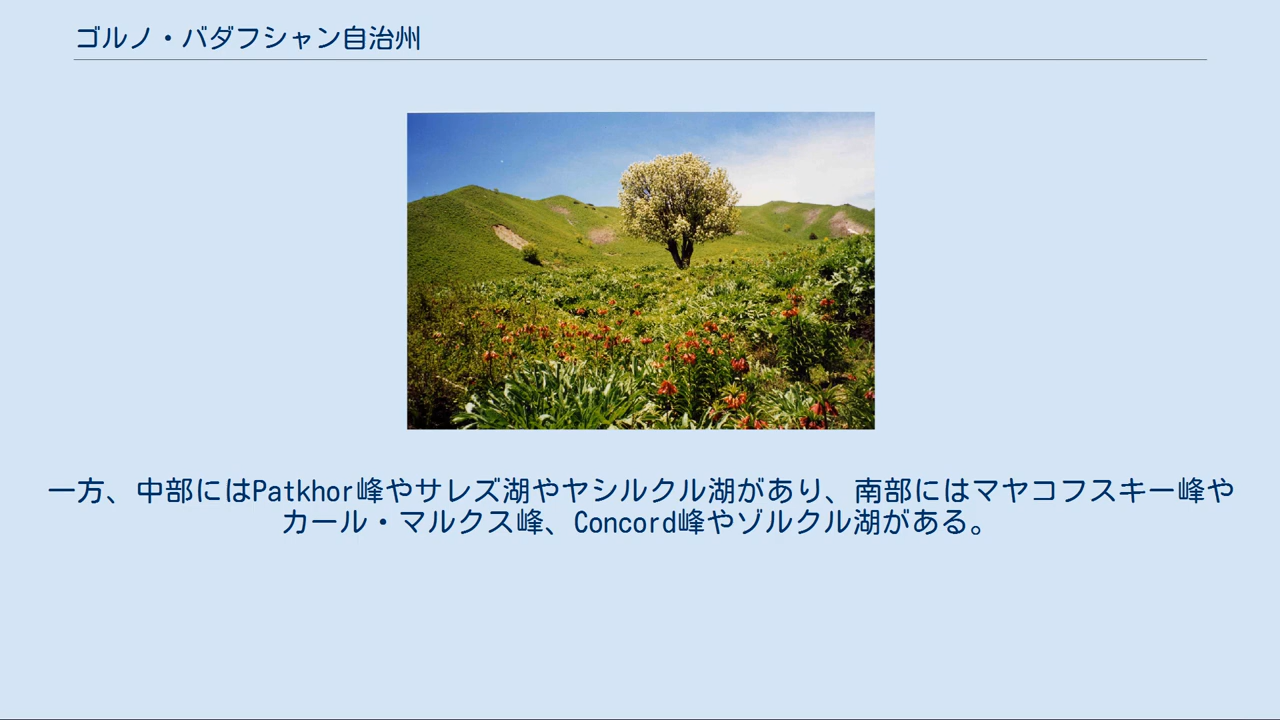 ゴルノ・バダフシャン自治州
一方、中部にはPatkhor峰やサレズ湖やヤシルクル湖があり、南部にはマヤコフスキー峰や
カール・マルクス峰、Concord峰やゾルクル湖がある。